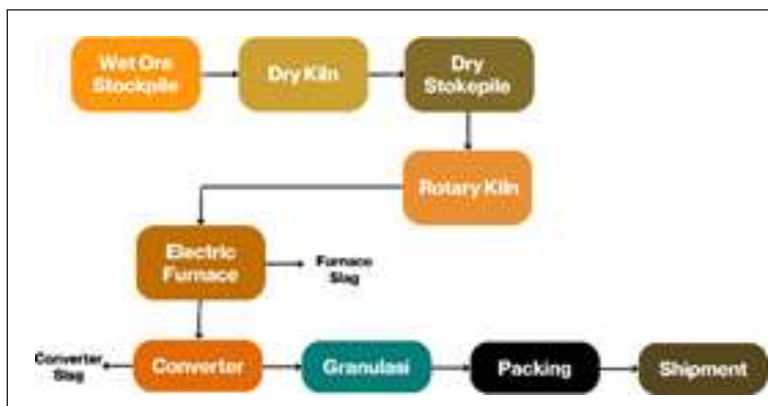 Wet Ore
Stockpile
Dry Kiln
Dry
Stokepile
Rotary Kiln
Electric
Furnace
Furnace
Slag
Converter
Slag
Converter
Granulasi
Packing
Shipment